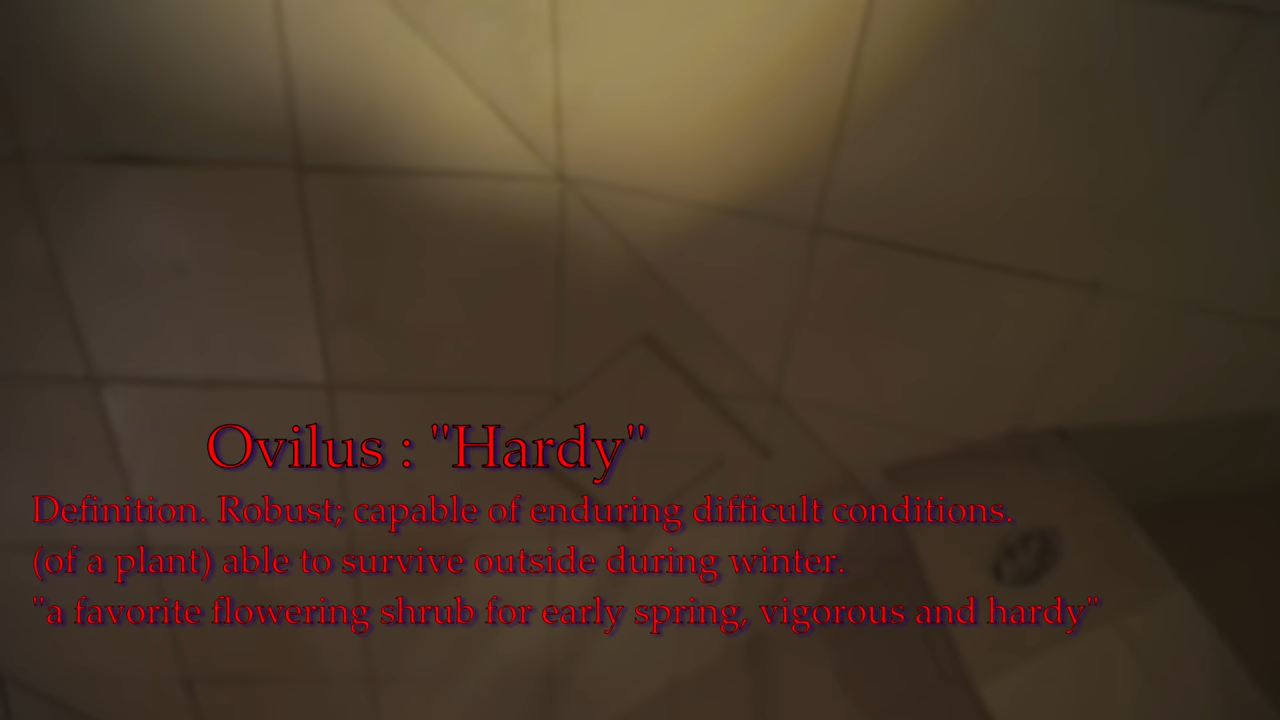 Ovilus : "Hardy"
Definition. Robust; capable of enduring difficult conditions.
(of a plant) able to survive outside during winter.
"a favorite flowering shrub for early spring, vigorous and hardy"